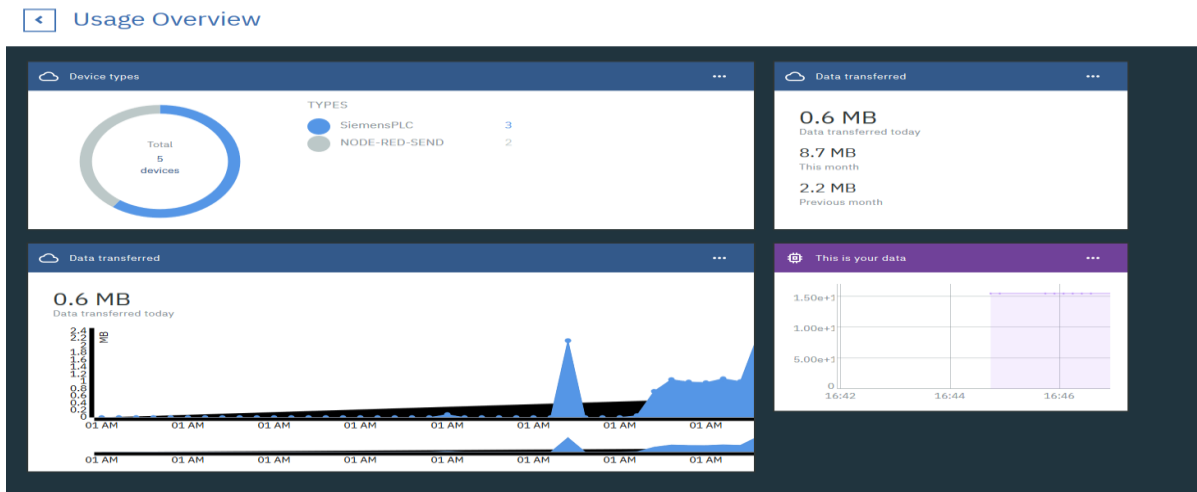 Usage Overview
Device types
TYPES
SiemensPLC 3
NODE-RED-SEND 2
Total
5
devices
Data transferred
0.6 MB
Data transferred today
8.7 MB
This month
2.2 MB
Previous month
Data transferred
0.6 MB
Data transferred today
MB
2.4
2.2
2
1.8
1.6
1.4
1.2
1
0.8
0.6
0.4
0.2
0
01 AM 01 AM 01 AM 01 AM 01 AM 01 AM 01 AM 01 AM
01 AM 01 AM 01 AM 01 AM 01 AM 01 AM 01 AM 01 AM
This is your data
1.50e+
1.00e+
5.00e+
0
16:42 16:44 16:46